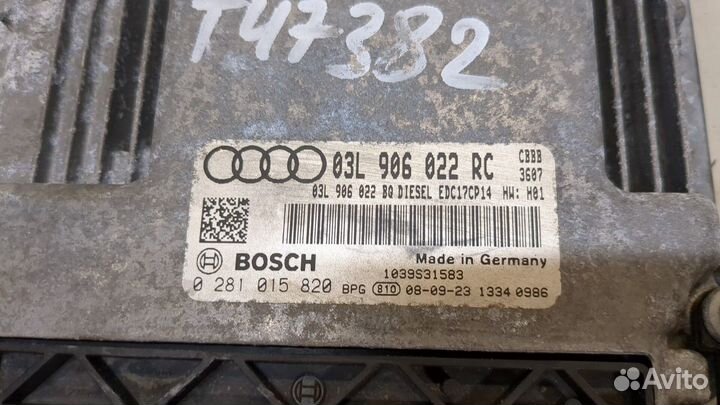 T47382
03L 906 022 RC
CBBB
3607
03L 906 022 BQ DIESEL EDC17CP14 HW: H01
BOSCH
Made in Germany
1039S31583
0 281 015 820 BPG 810 08-09-23 1334 0986
Avito